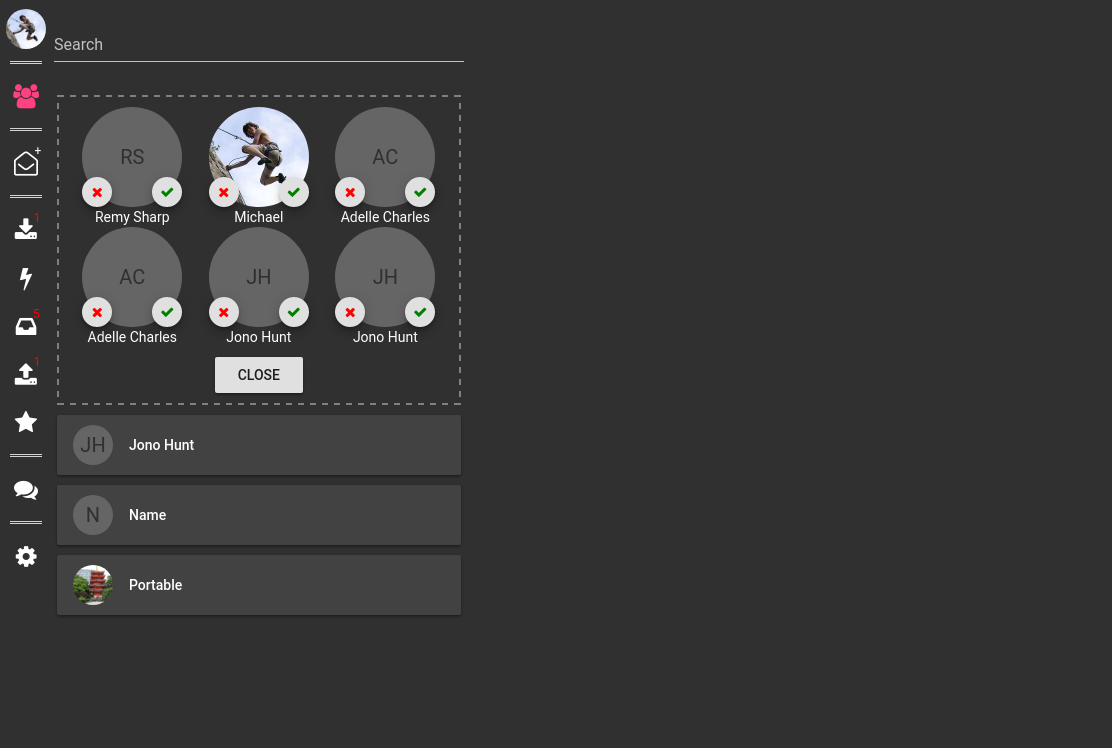 Search
RS
AC
Remy Sharp
Michael
Adelle Charles
AC
JH
JH
Adelle Charles
Jono Hunt
Jono Hunt
CLOSE
1
5
1
JH
Jono Hunt
N
Name
Portable